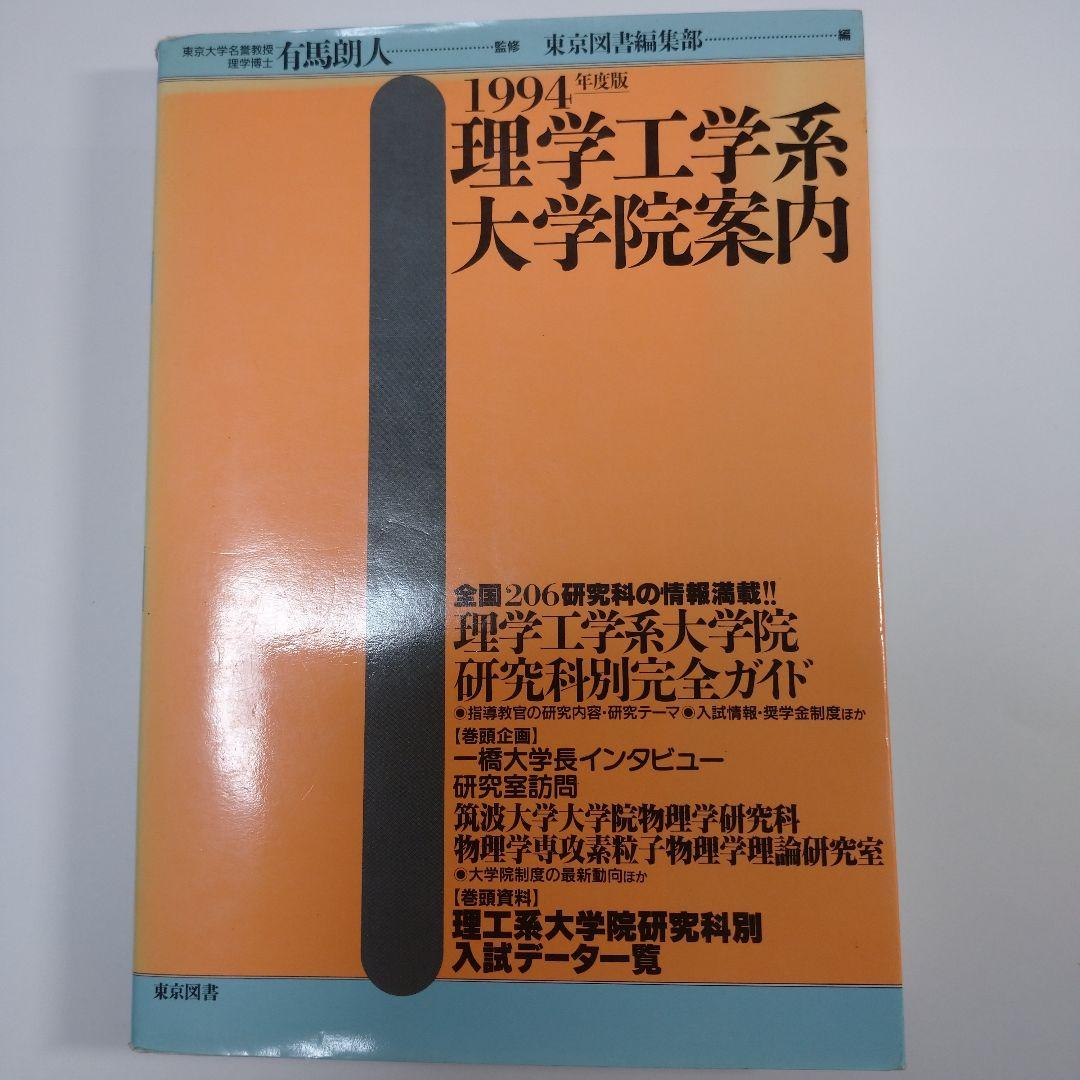 東京大学名誉教授
理学博士
有馬朗人…………………………監修 東京図書編集部…………………………編
1994年度版
理学工学系
大学院案内
全国206研究科の情報満載!!
理学工学系大学院
研究科別完全ガイド
●指導教官の研究内容・研究テーマ●入試情報・奨学金制度ほか
【巻頭企画】
一橋大学長インタビュー
研究室訪問
筑波大学大学院物理学研究科
物理学専攻素粒子物理学理論研究室
●大学院制度の最新動向ほか
【巻頭資料】
理工系大学院研究科別
入試データ一覧
東京図書